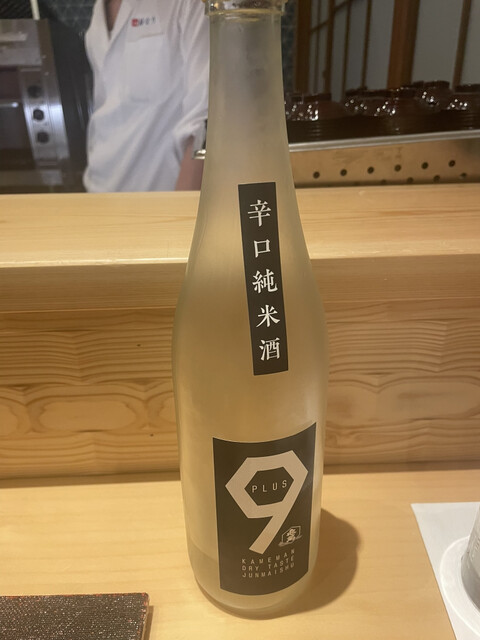 辛口純米酒
9
PLUS
KAMEMAN
DRY TASTE
JUNMAISHU